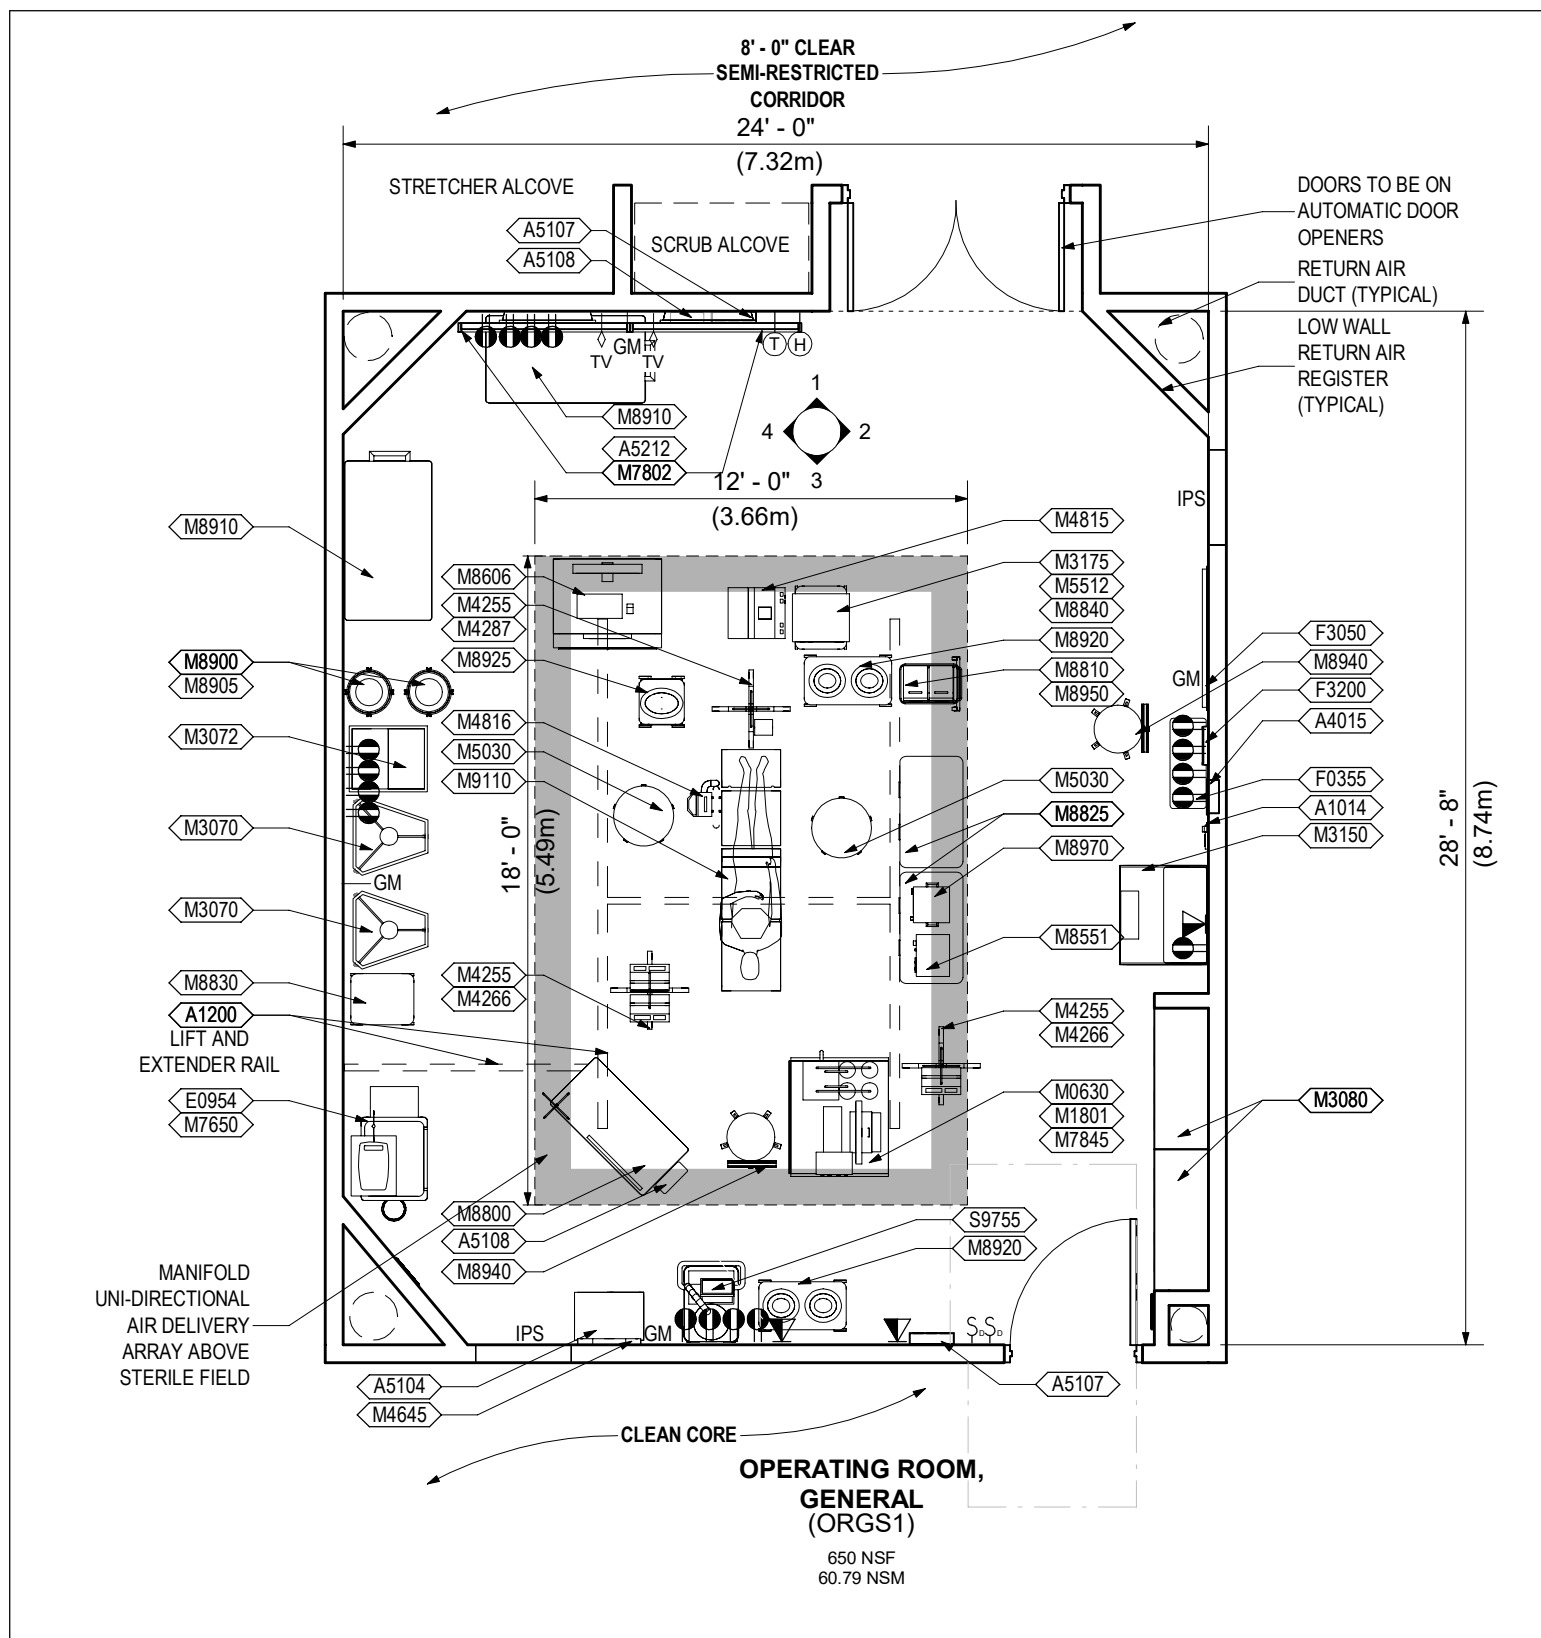 8' - 0" CLEAR
SEMI-RESTRICTED
CORRIDOR
24' - 0"
(7.32m)
STRETCHER ALCOVE
SCRUB ALCOVE
A5107
A5108
DOORS TO BE ON
AUTOMATIC DOOR
OPENERS
RETURN AIR
DUCT (TYPICAL)
LOW WALL
RETURN AIR
REGISTER
(TYPICAL)
TV
GM
TV
T
H
M8910
A5212
M7802
1
2
3
4
12' - 0"
(3.66m)
IPS
M8910
M8606
M4255
M4287
M8925
M4815
M3175
M5512
M8840
M8920
M8810
M8950
F3050
M8940
GM
F3200
A4015
F0355
A1014
M3150
M8900
M8905
M3072
M3070
GM
M3070
M8830
A1200
LIFT AND
EXTENDER RAIL
E0954
M7650
M4816
M5030
M9110
18' - 0"
(5.49m)
M5030
M8825
M8970
M8551
28' - 8"
(8.74m)
M4255
M4266
M4255
M4266
M0630
M1801
M7845
M3080
M8800
A5108
M8940
S9755
M8920
MANIFOLD
UNI-DIRECTIONAL
AIR DELIVERY
ARRAY ABOVE
STERILE FIELD
IPS
GM
S D S D
A5104
M4645
A5107
CLEAN CORE
OPERATING ROOM,
GENERAL
(ORGS1)
650 NSF
60.79 NSM